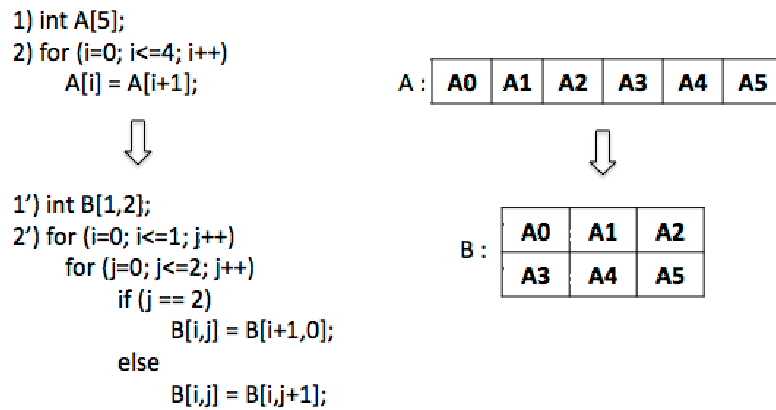 1) int A[5];
2) for (i=0; i<=4; i++)
A[i] = A[i+1];
A : A0 A1 A2 A3 A4 A5
1’) int B[1,2];
2’) for (i=0; i<=1; j++)
for (j=0; j<=2; j++)
if (j == 2)
B[i,j] = B[i+1,0];
else
B[i,j] = B[i,j+1];
B :
A0 A1 A2
A3 A4 A5